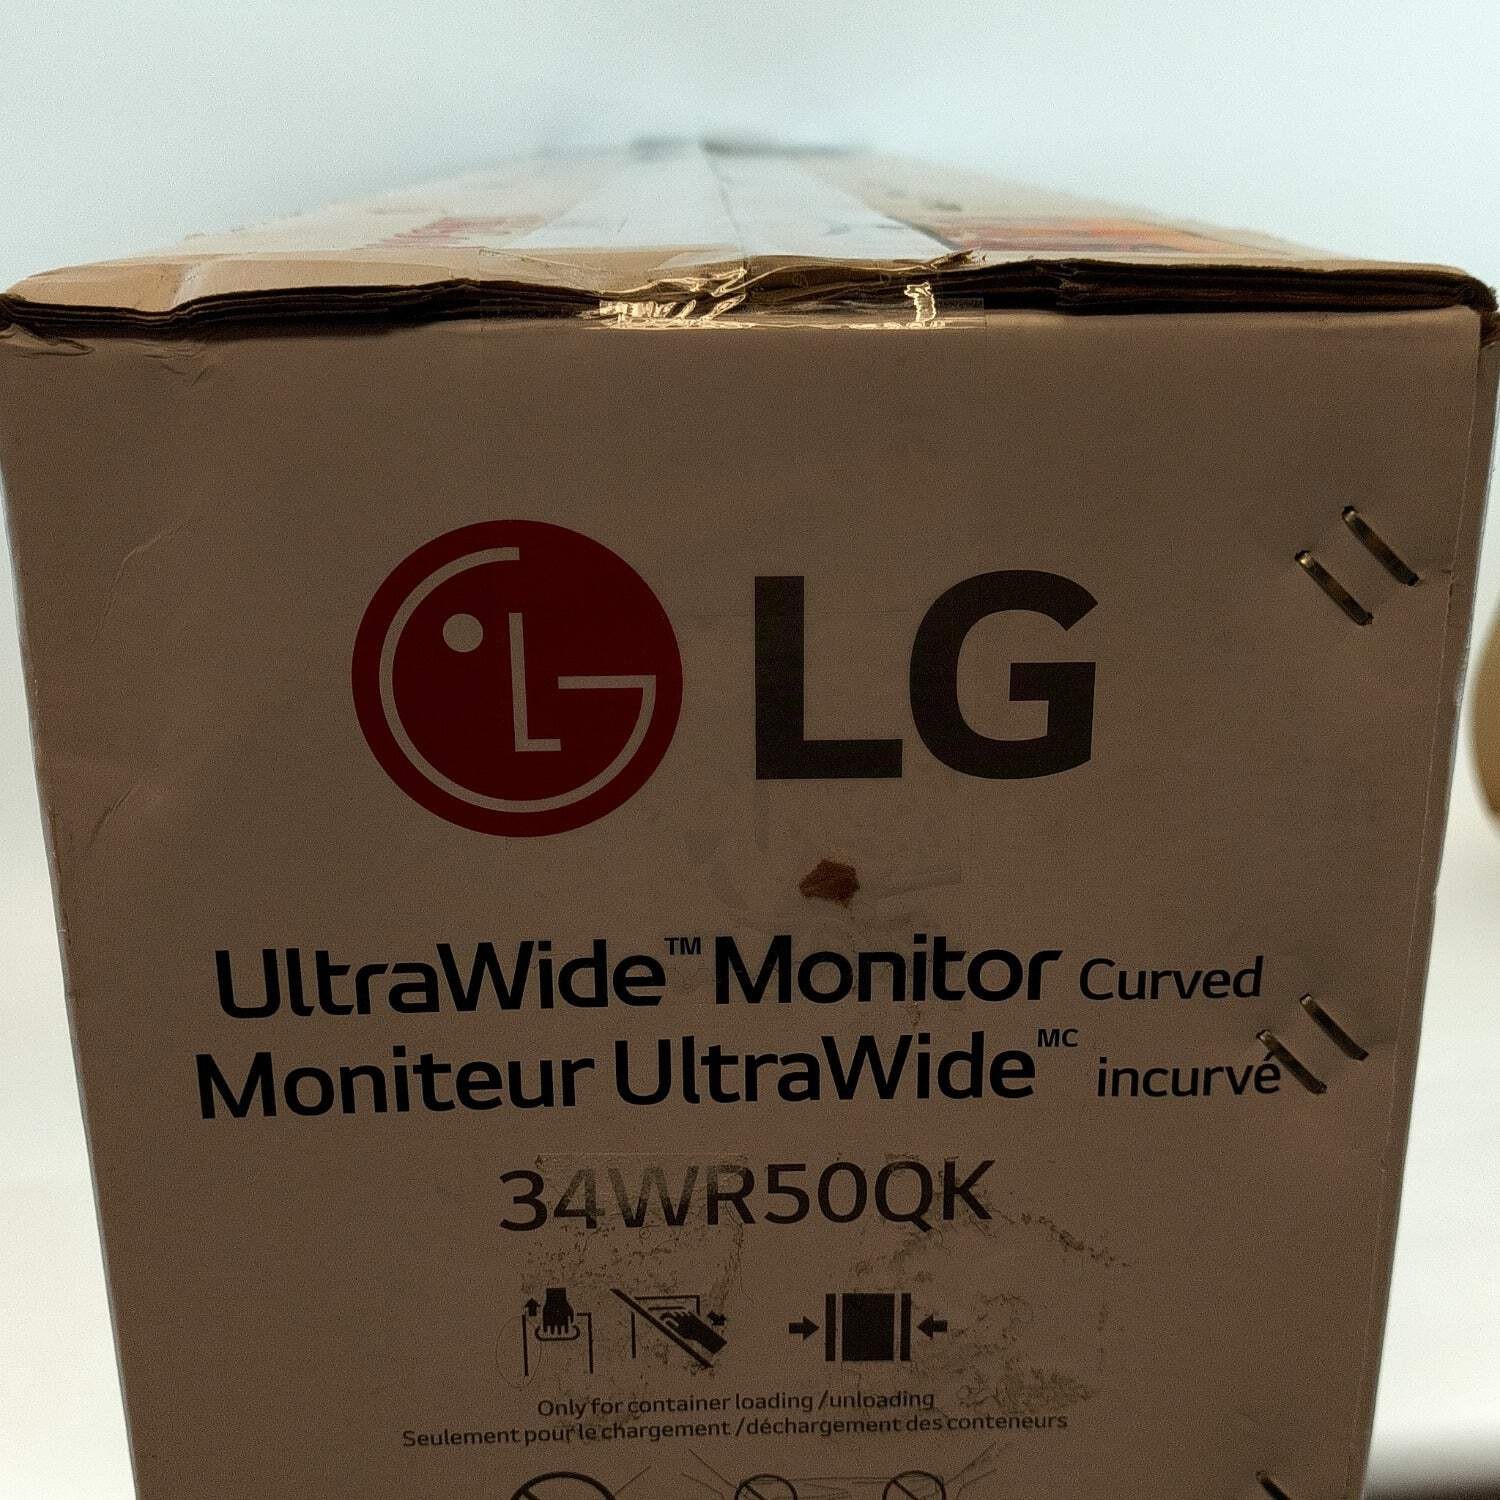 LG
UltraWide™ Monitor Curved
Moniteur UltraWideᴹᶜ incurvé
34WR50QK
Only for container loading /unloading
Seulement pour le chargement /déchargement des conteneurs